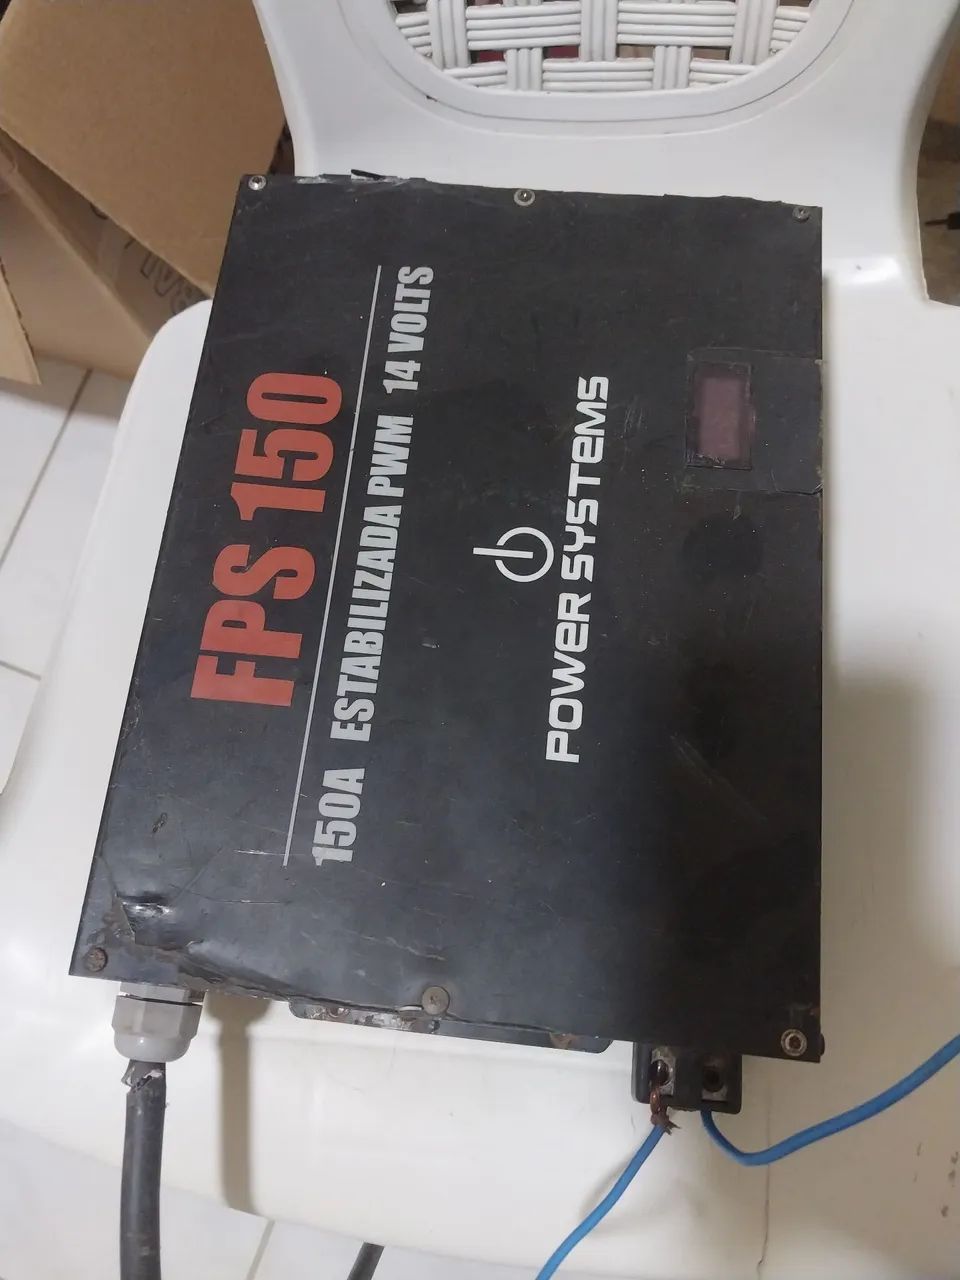 FPS 150
150A ESTABILIZADA PWM 14 VOLTS
POWER SYSTEMS